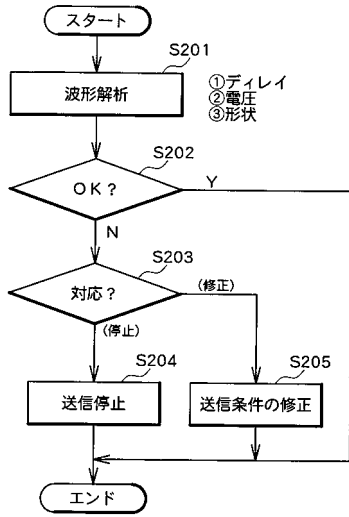 スタート
S201
波形解析
①ディレイ
②電圧
③形状
S202
OK?
Y
N
S203
対応?
(修正)
(停止)
S204
送信停止
S205
送信条件の修正
エンド